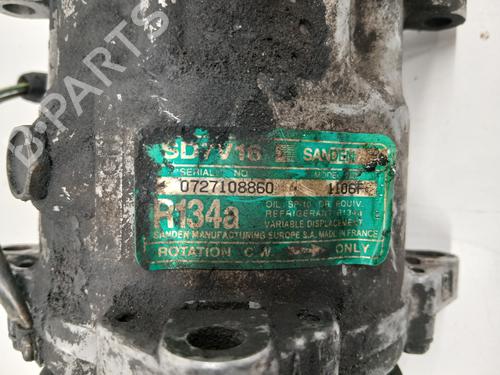 SD7V16 SANDEN
SERIAL NO. MODEL
0727108860 1106F
R134a
OIL SP-10 OR EQUIV.
REFRIGERANT R134a
VARIABLE DISPLACEMENT
SANDEN MANUFACTURING EUROPE S.A. MADE IN FRANCE
ROTATION C.W. ONLY
B-PARTS